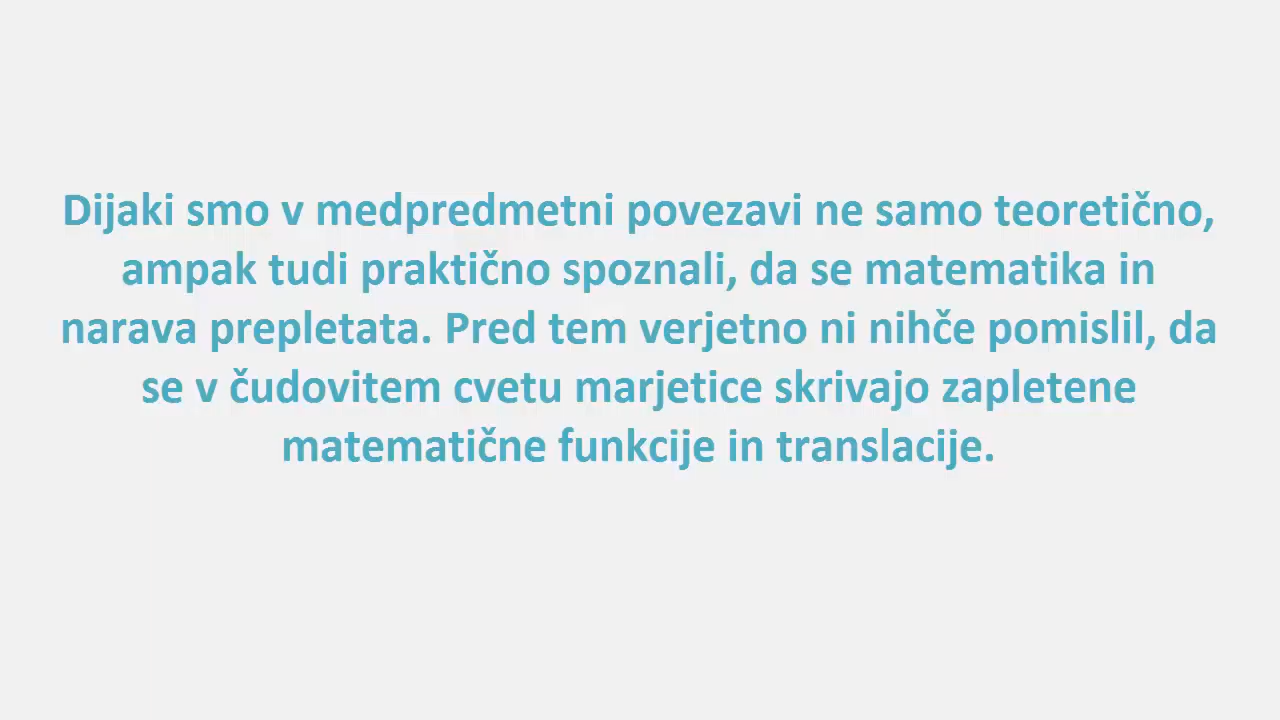 Dijaki smo v medpredmetni povezavi ne samo teoretično,
ampak tudi praktično spoznali, da se matematika in
narava prepletata. Pred tem verjetno ni nihče pomislil, da
se v čudovitem cvetu marjetice skrivajo zapletene
matematične funkcije in translacije.